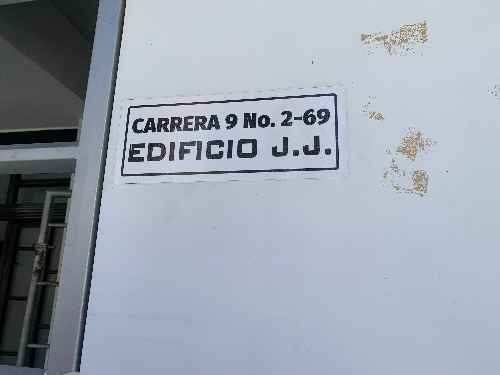 CARRERA 9 No. 2-69
EDIFICIO J.J.